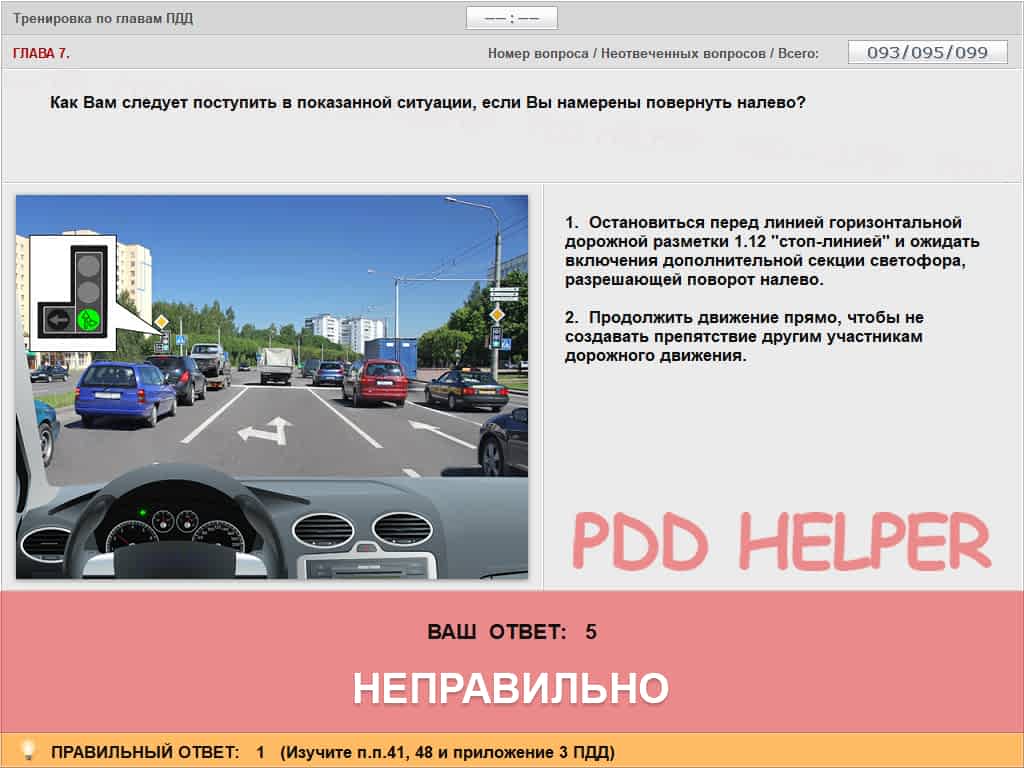 Тренировка по главам ПДД
—— : ——
ГЛАВА 7.
Номер вопроса / Неотвеченных вопросов / Всего:
093/095/099
Как Вам следует поступить в показанной ситуации, если Вы намерены повернуть налево?
1. Остановиться перед линией горизонтальной
дорожной разметки 1.12 "стоп-линией" и ожидать
включения дополнительной секции светофора,
разрешающей поворот налево.
2. Продолжить движение прямо, чтобы не
создавать препятствие другим участникам
дорожного движения.
PDD HELPER
ВАШ ОТВЕТ: 5
НЕПРАВИЛЬНО
ПРАВИЛЬНЫЙ ОТВЕТ: 1 (Изучите п.п.41, 48 и приложение 3 ПДД)